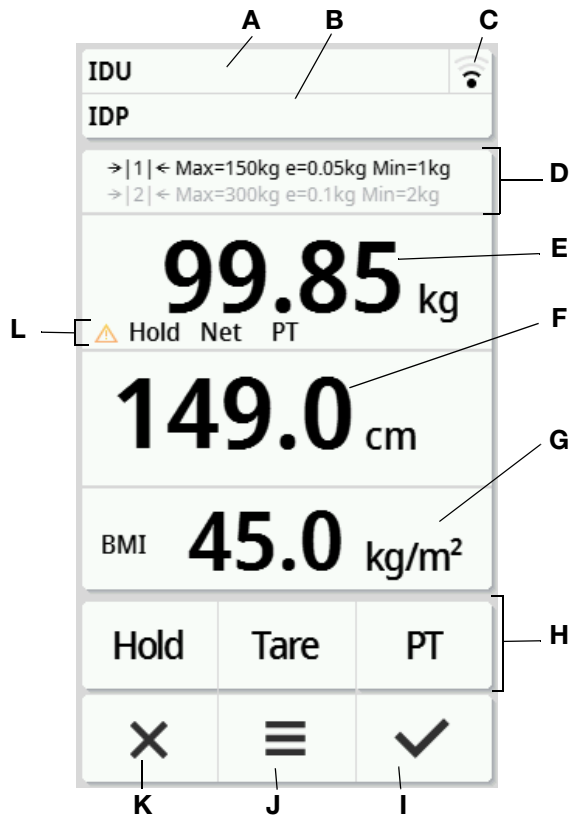 A B C
IDU
IDP
→|1|← Max=150kg e=0.05kg Min=1kg
→|2|← Max=300kg e=0.1kg Min=2kg
D
99.85 kg
E
L
Hold Net PT
F
149.0 cm
G
BMI 45.0 kg/m²
Hold Tare PT
H
K J I